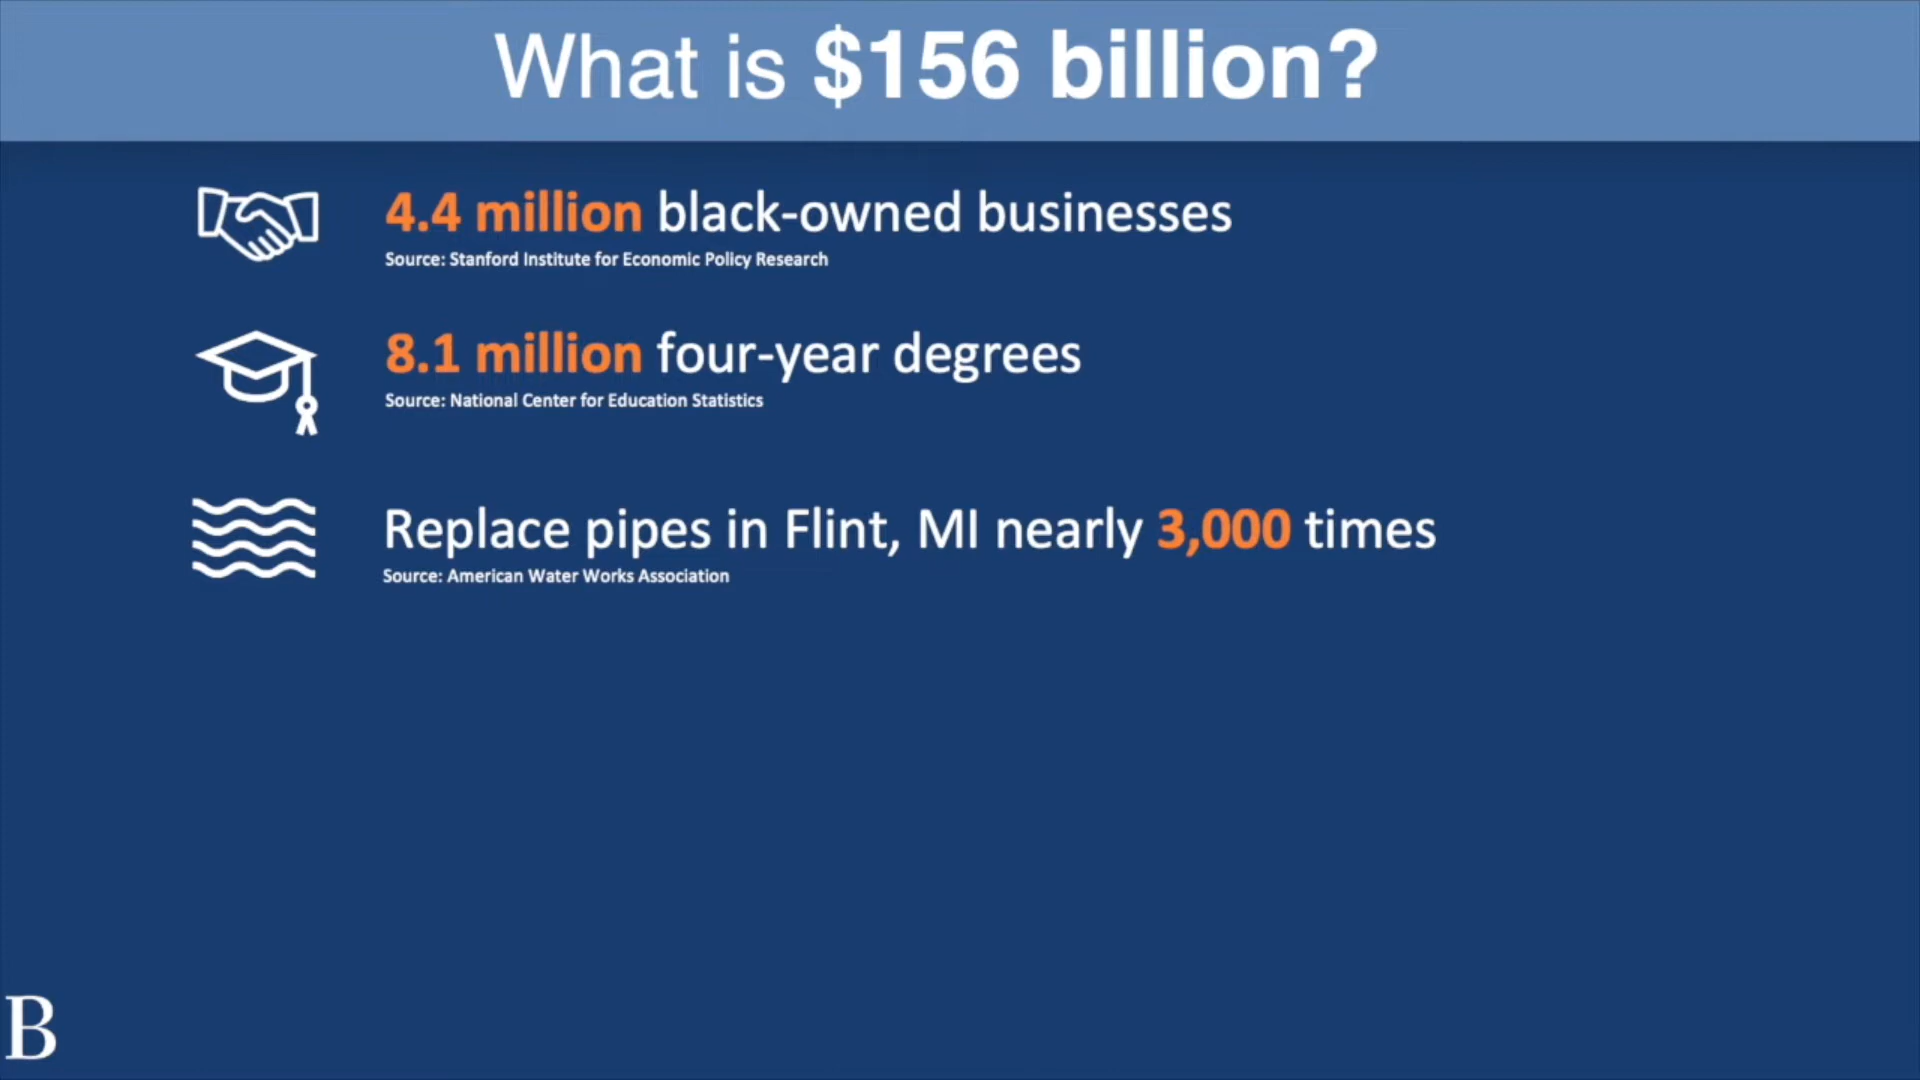 What is $156 billion?
4.4 million black-owned businesses
Source: Stanford Institute for Economic Policy Research
8.1 million four-year degrees
Source: National Center for Education Statistics
Replace pipes in Flint, MI nearly 3,000 times
Source: American Water Works Association
B